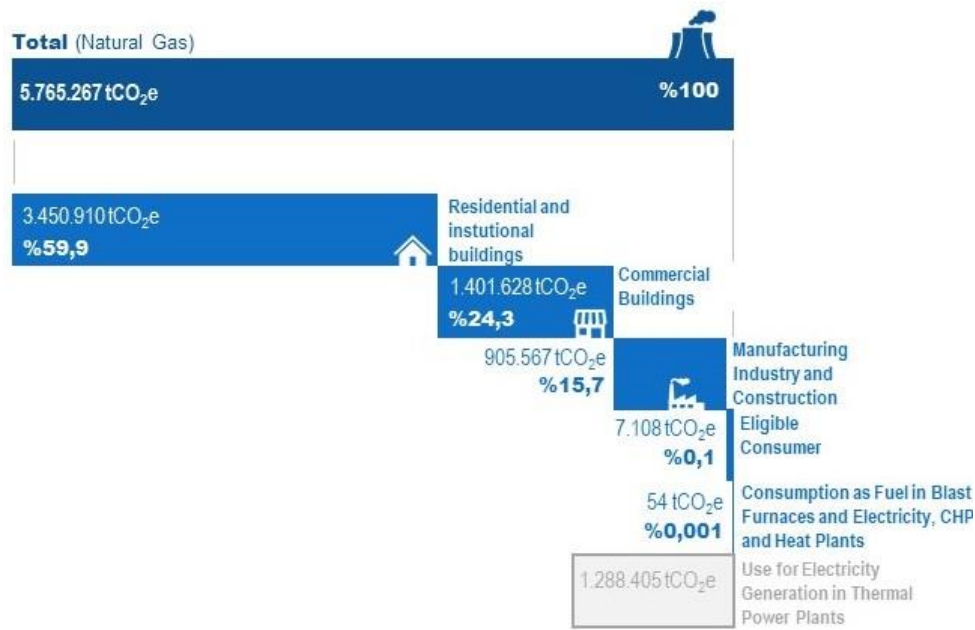 Total (Natural Gas)
5.765.267 tCO₂e
%100
3.450.910 tCO₂e
%59,9
Residential and
instutional
buildings
1.401.628 tCO₂e
%24,3
Commercial
Buildings
905.567 tCO₂e
%15,7
Manufacturing
Industry and
Construction
7.108 tCO₂e
%0,1
Eligible
Consumer
54 tCO₂e
%0,001
Consumption as Fuel in Blast
Furnaces and Electricity, CHP
and Heat Plants
1.288.405 tCO₂e
Use for Electricity
Generation in Thermal
Power Plants